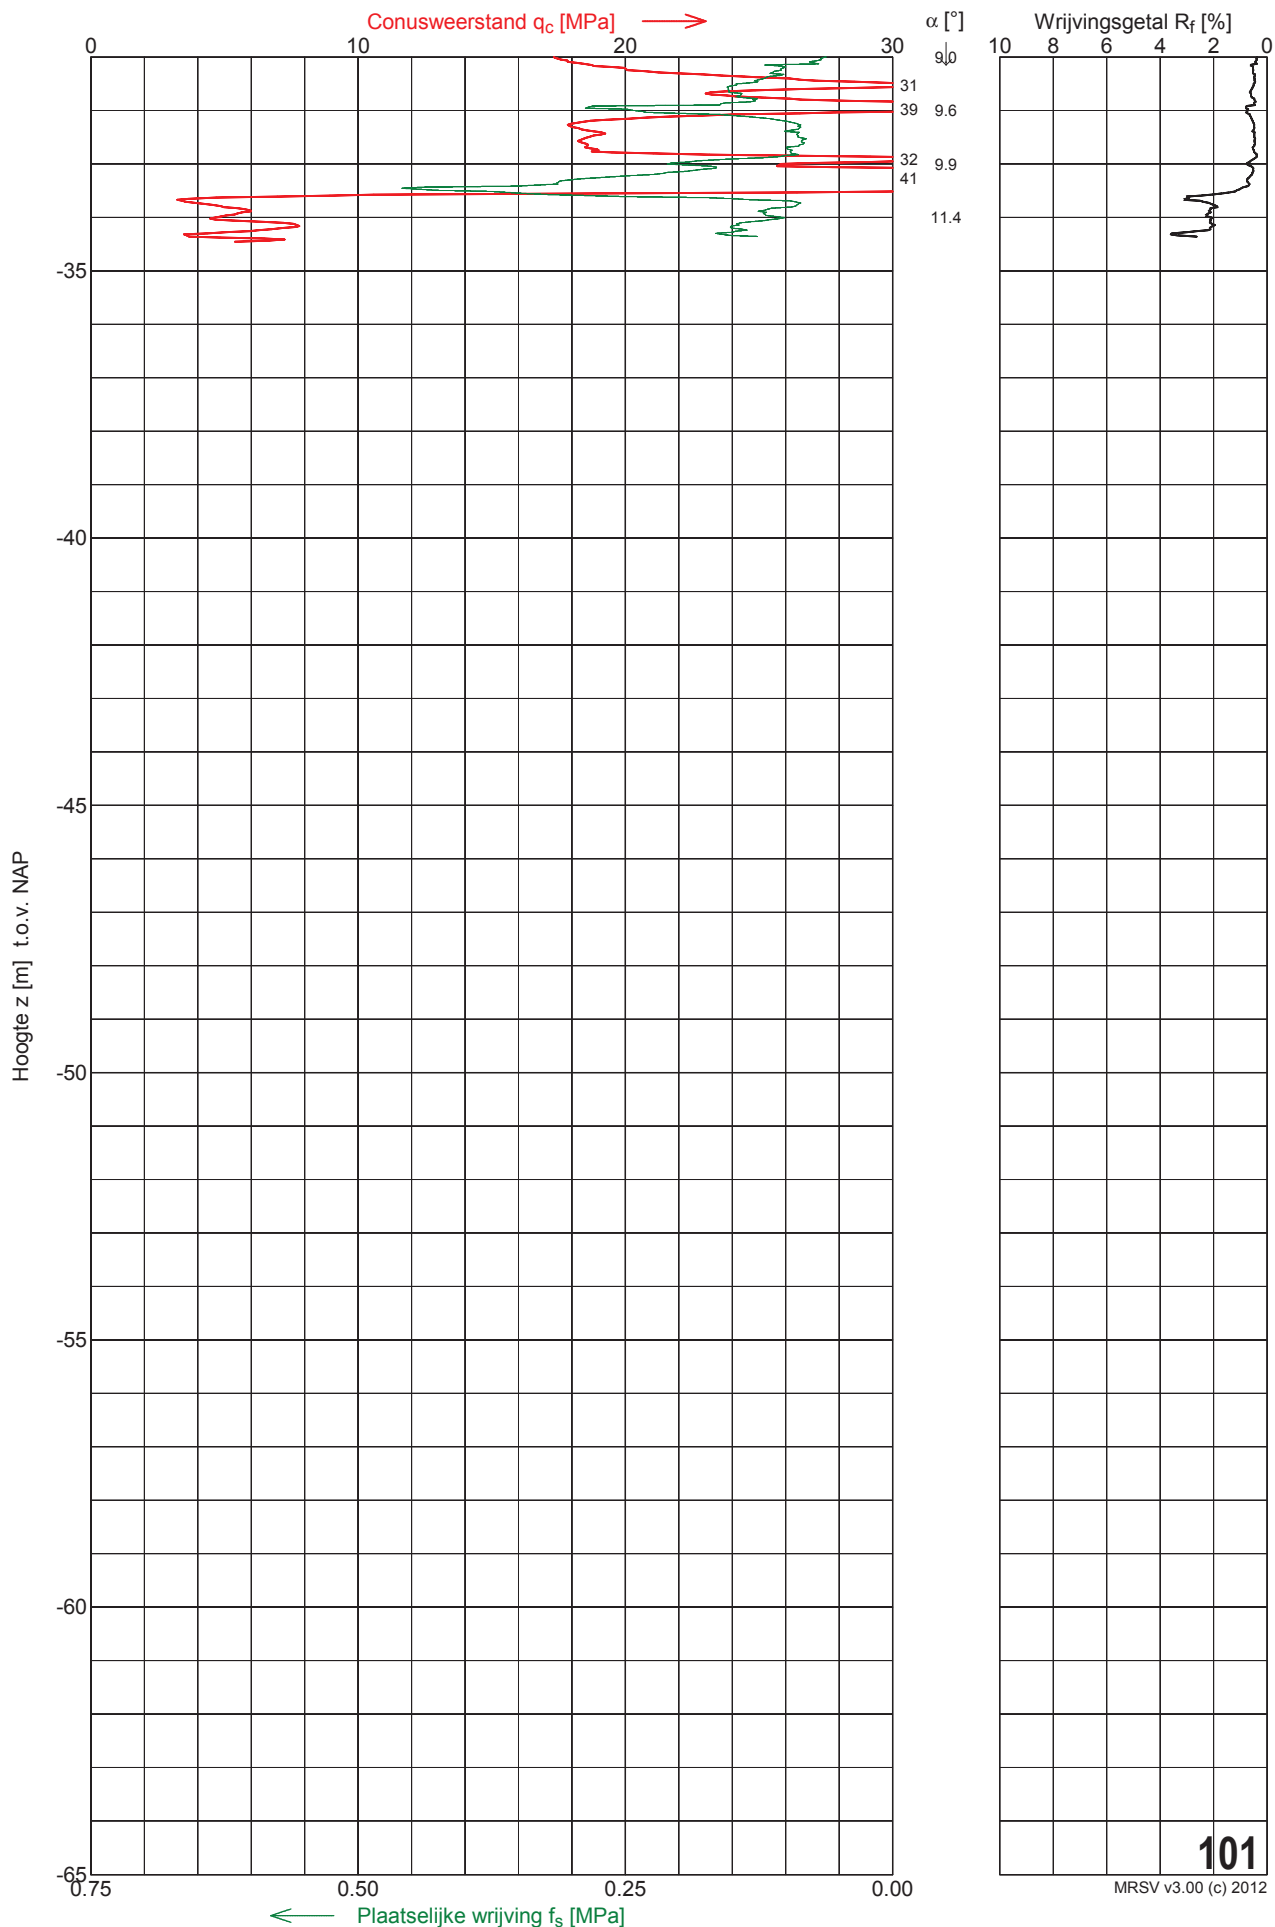 Conusweerstand qc [MPa]
α [°]
Wrijvingsgetal Rf [%]
0 10 20 30
10 8 6 4 2 0
9.0
31
39 9.6
32 9.9
41
11.4
-35
-40
-45
Hoogte z [m] t.o.v. NAP
-50
-55
-60
-65
101
0.75 0.50 0.25 0.00
MRSV v3.00 (c) 2012
Plaatselijke wrijving fs [MPa]